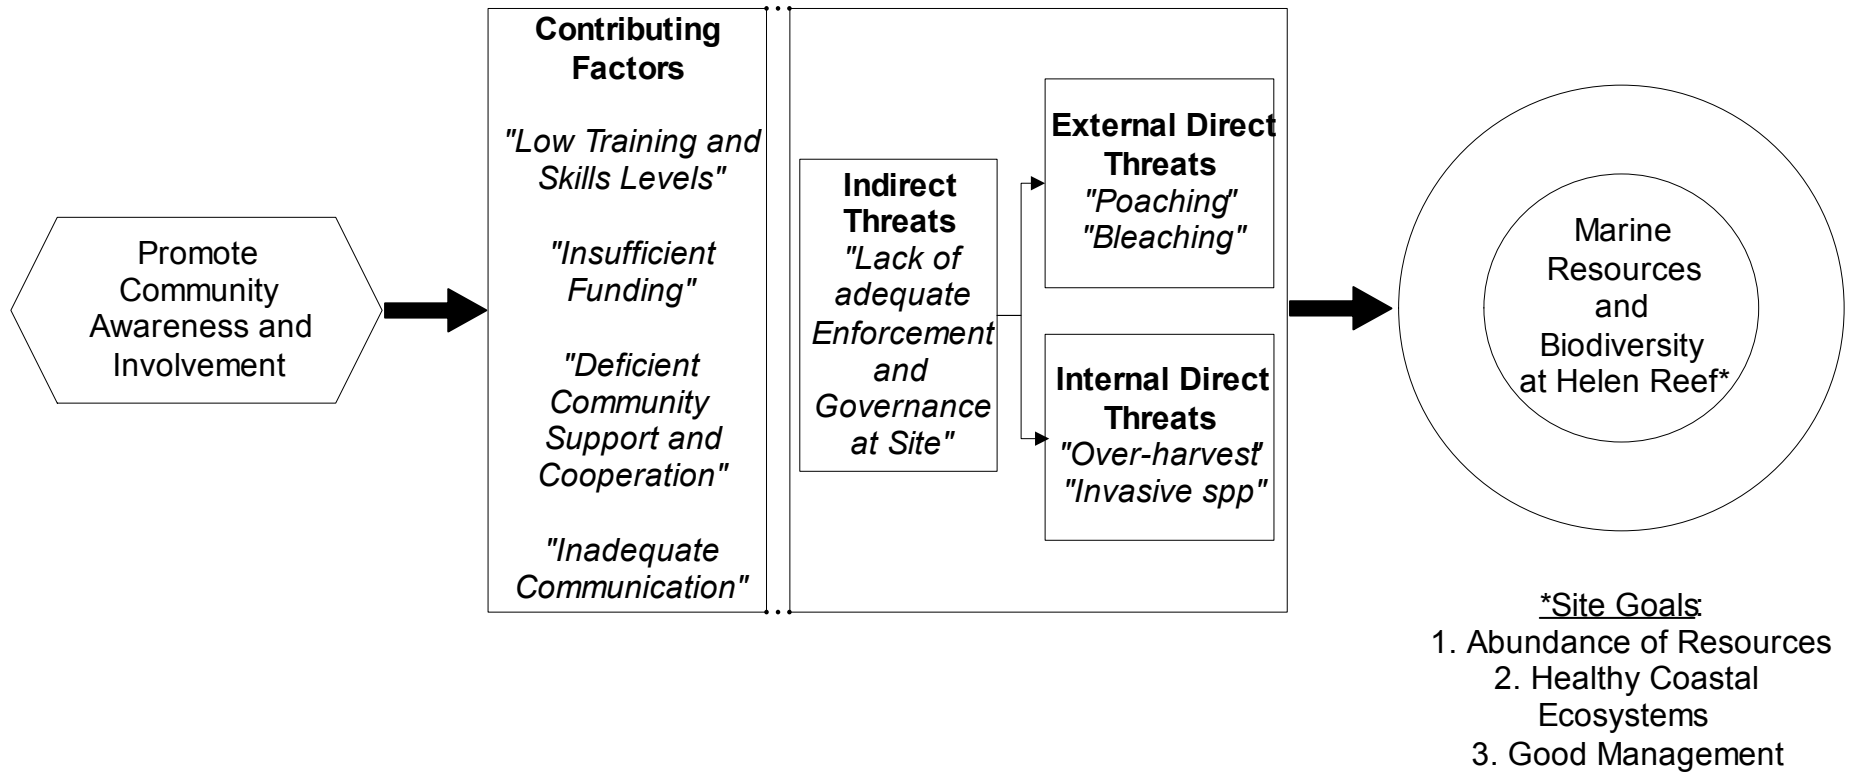 Promote
Community
Awareness and
Involvement
Contributing
Factors
"Low Training and
Skills Levels"
"Insufficient
Funding"
"Deficient
Community
Support and
Cooperation"
"Inadequate
Communication"
Indirect
Threats
"Lack of
adequate
Enforcement
and
Governance
at Site"
External Direct
Threats
"Poaching"
"Bleaching"
Internal Direct
Threats
"Over-harvest"
"Invasive spp"
Marine
Resources
and
Biodiversity
at Helen Reef*
*Site Goals:
1. Abundance of Resources
2. Healthy Coastal
Ecosystems
3. Good Management